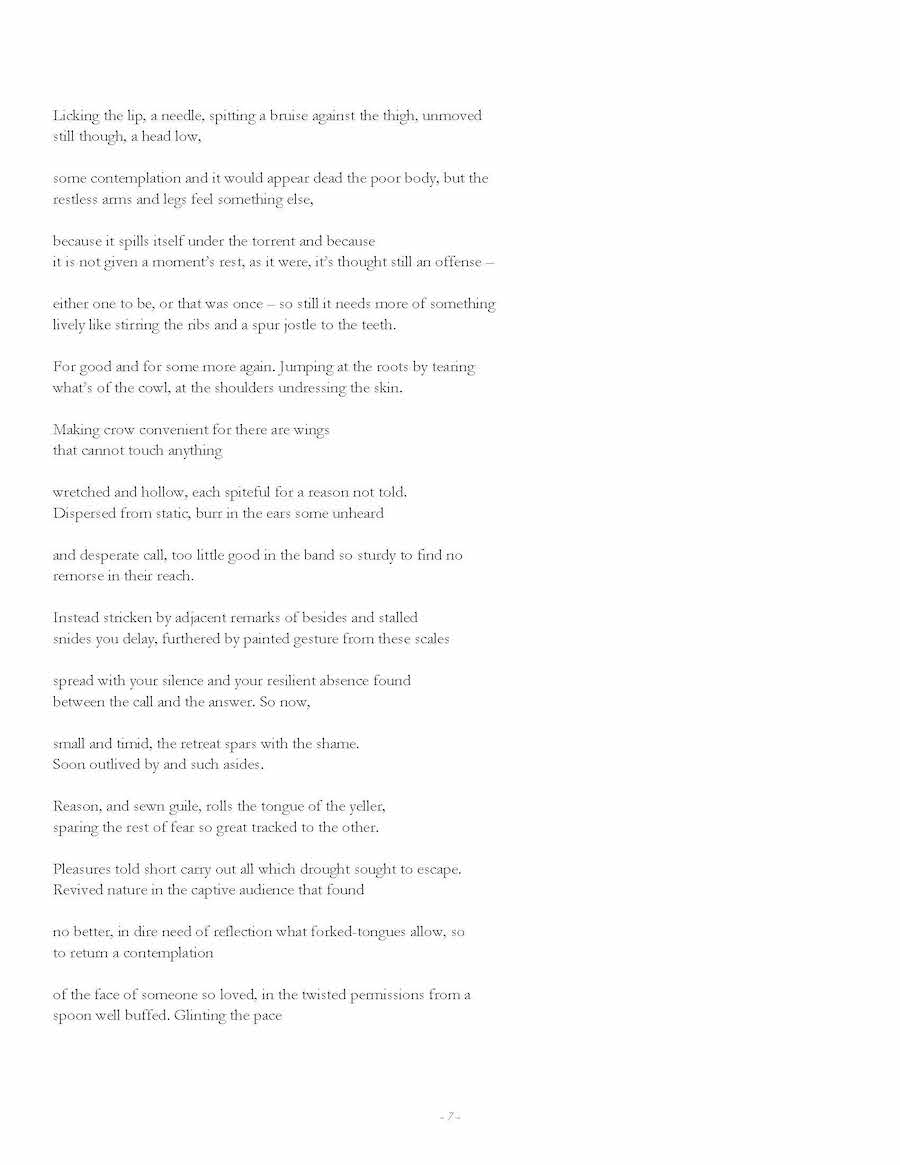 Licking the lip, a needle, spitting a bruise against the thigh, unmoved
still though, a head low,
some contemplation and it would appear dead the poor body, but the
restless arms and legs feel something else,
because it spills itself under the torrent and because
it is not given a moment's rest, as it were, it's thought still an offense –
either one to be, or that was once – so still it needs more of something
lively like stirring the ribs and a spur jostle to the teeth.
For good and for some more again. Jumping at the roots by tearing
what's of the cowl, at the shoulders undressing the skin.
Making crow convenient for there are wings
that cannot touch anything
wretched and hollow, each spiteful for a reason not told.
Dispersed from static, burr in the ears some unheard
and desperate call, too little good in the band so sturdy to find no
remorse in their reach.
Instead stricken by adjacent remarks of besides and stalled
snides you delay, furthered by painted gesture from these scales
spread with your silence and your resilient absence found
between the call and the answer. So now,
small and timid, the retreat spars with the shame.
Soon outlived by and such asides.
Reason, and sewn guile, rolls the tongue of the yeller,
sparing the rest of fear so great tracked to the other.
Pleasures told short carry out all which drought sought to escape.
Revived nature in the captive audience that found
no better, in dire need of reflection what forked-tongues allow, so
to return a contemplation
of the face of someone so loved, in the twisted permissions from a
spoon well buffed. Glinting the pace
- 7 -